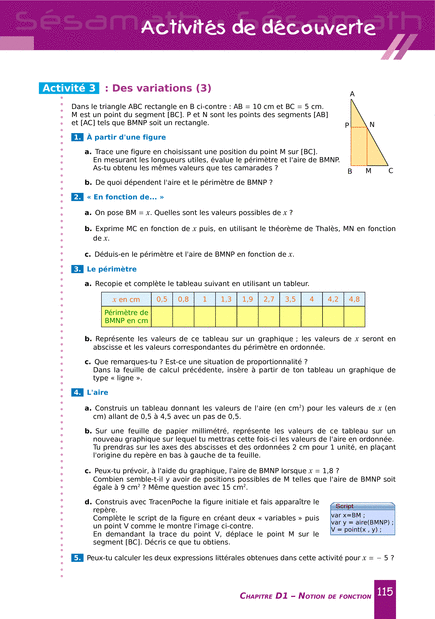 Sésamath Sésamath Sésamath
Activités de découverte
Activité 3 : Des variations (3)
Dans le triangle ABC rectangle en B ci-contre : AB = 10 cm et BC = 5 cm.
M est un point du segment [BC]. P et N sont les points des segments [AB]
et [AC] tels que BMNP soit un rectangle.
A
P
N
B
M
C
1. À partir d'une figure
a. Trace une figure en choisissant une position du point M sur [BC].
En mesurant les longueurs utiles, évalue le périmètre et l'aire de BMNP.
As-tu obtenu les mêmes valeurs que tes camarades ?
b. De quoi dépendent l'aire et le périmètre de BMNP ?
2. « En fonction de... »
a. On pose BM = x. Quelles sont les valeurs possibles de x ?
b. Exprime MC en fonction de x puis, en utilisant le théorème de Thalès, MN en fonction
de x.
c. Déduis-en le périmètre et l'aire de BMNP en fonction de x.
3. Le périmètre
a. Recopie et complète le tableau suivant en utilisant un tableur.
x en cm 0,5 0,8 1 1,3 1,9 2,7 3,5 4 4,2 4,8
Périmètre de
BMNP en cm
b. Représente les valeurs de ce tableau sur un graphique ; les valeurs de x seront en
abscisse et les valeurs correspondantes du périmètre en ordonnée.
c. Que remarques-tu ? Est-ce une situation de proportionnalité ?
Dans la feuille de calcul précédente, insère à partir de ton tableau un graphique de
type « ligne ».
4. L'aire
a. Construis un tableau donnant les valeurs de l'aire (en cm²) pour les valeurs de x (en
cm) allant de 0,5 à 4,5 avec un pas de 0,5.
b. Sur une feuille de papier millimétré, représente les valeurs de ce tableau sur un
nouveau graphique sur lequel tu mettras cette fois-ci les valeurs de l'aire en ordonnée.
Tu prendras sur les axes des abscisses et des ordonnées 2 cm pour 1 unité, en plaçant
l'origine du repère en bas à gauche de ta feuille.
c. Peux-tu prévoir, à l'aide du graphique, l'aire de BMNP lorsque x = 1,8 ?
Combien semble-t-il y avoir de positions possibles de M telles que l'aire de BMNP soit
égale à 9 cm² ? Même question avec 15 cm².
d. Construis avec TracenPoche la figure initiale et fais apparaître le
repère.
Complète le script de la figure en créant deux « variables » puis
un point V comme le montre l'image ci-contre.
En demandant la trace du point V, déplace le point M sur le
segment [BC]. Décris ce que tu obtiens.
Script
var x=BM ;
var y = aire(BMNP) ;
V = point(x , y) ;
5. Peux-tu calculer les deux expressions littérales obtenues dans cette activité pour x = − 5 ?
CHAPITRE D1 – NOTION DE FONCTION 115